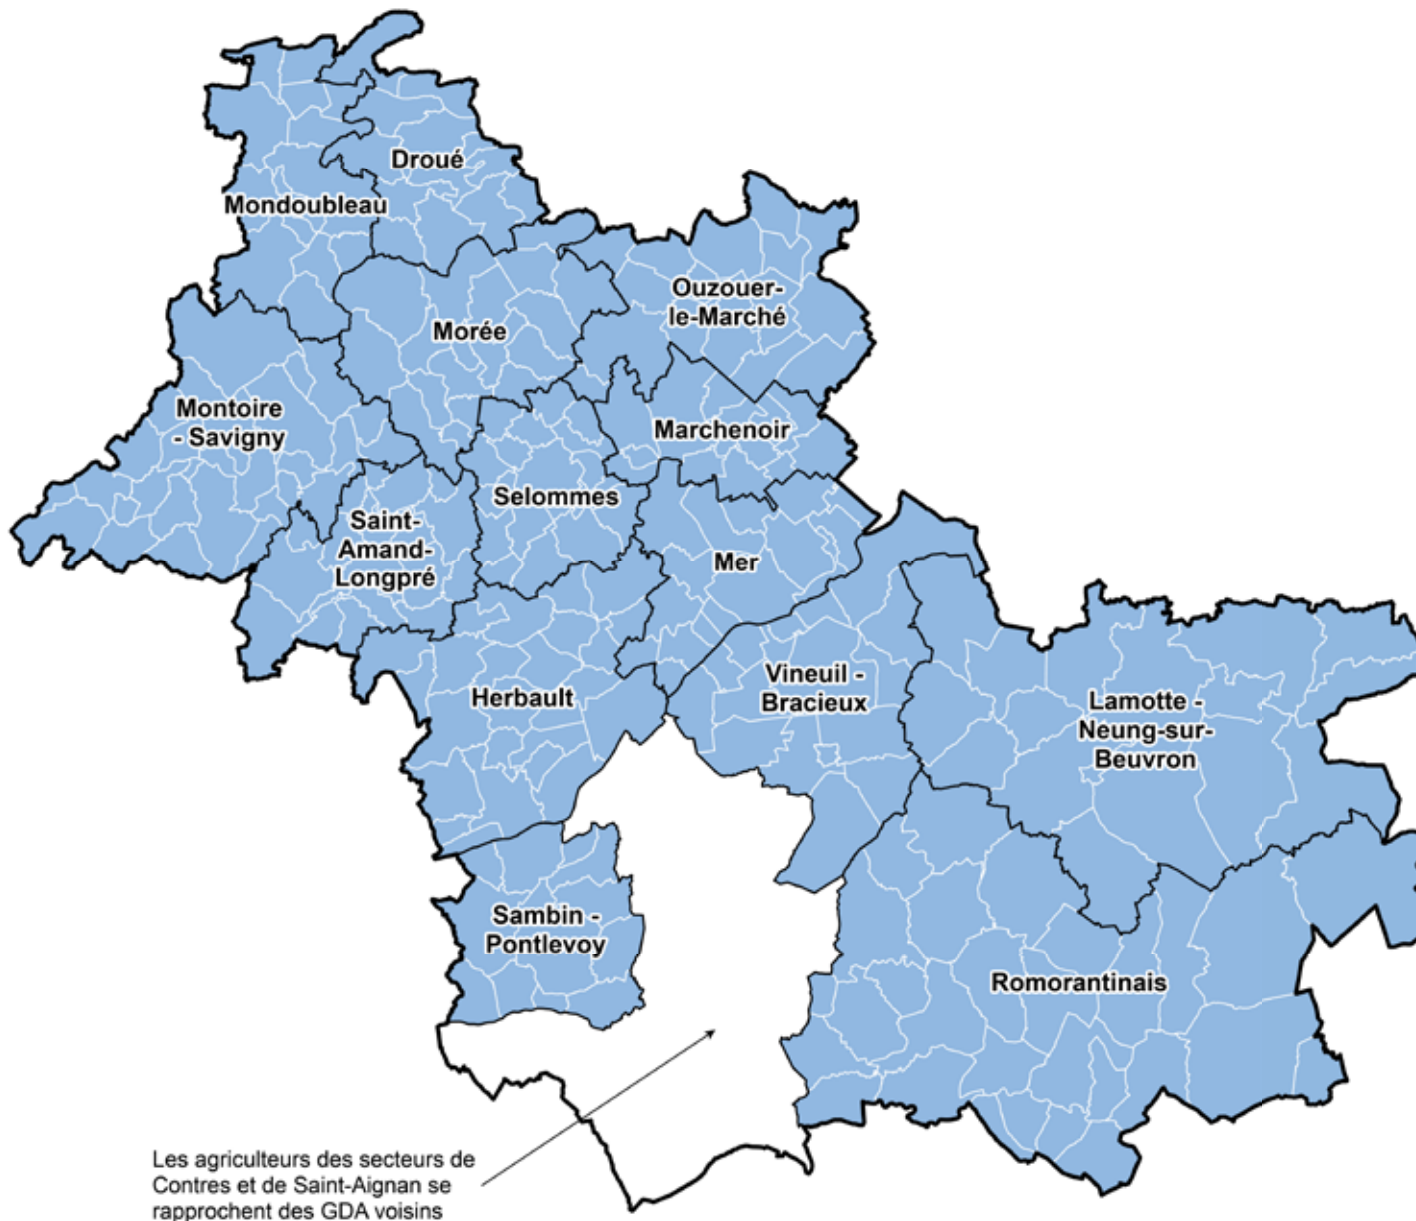 Droué
Mondoubleau
Ouzouer-
le-Marché
Morée
Montoire
- Savigny
Marchenoir
Selommes
Saint-
Amand-
Longpré
Mer
Vineuil -
Bracieux
Herbault
Lamotte -
Neung-sur-
Beuvron
Sambin -
Pontlevoy
Romorantinais
Les agriculteurs des secteurs de
Contres et de Saint-Aignan se
rapprochent des GDA voisins